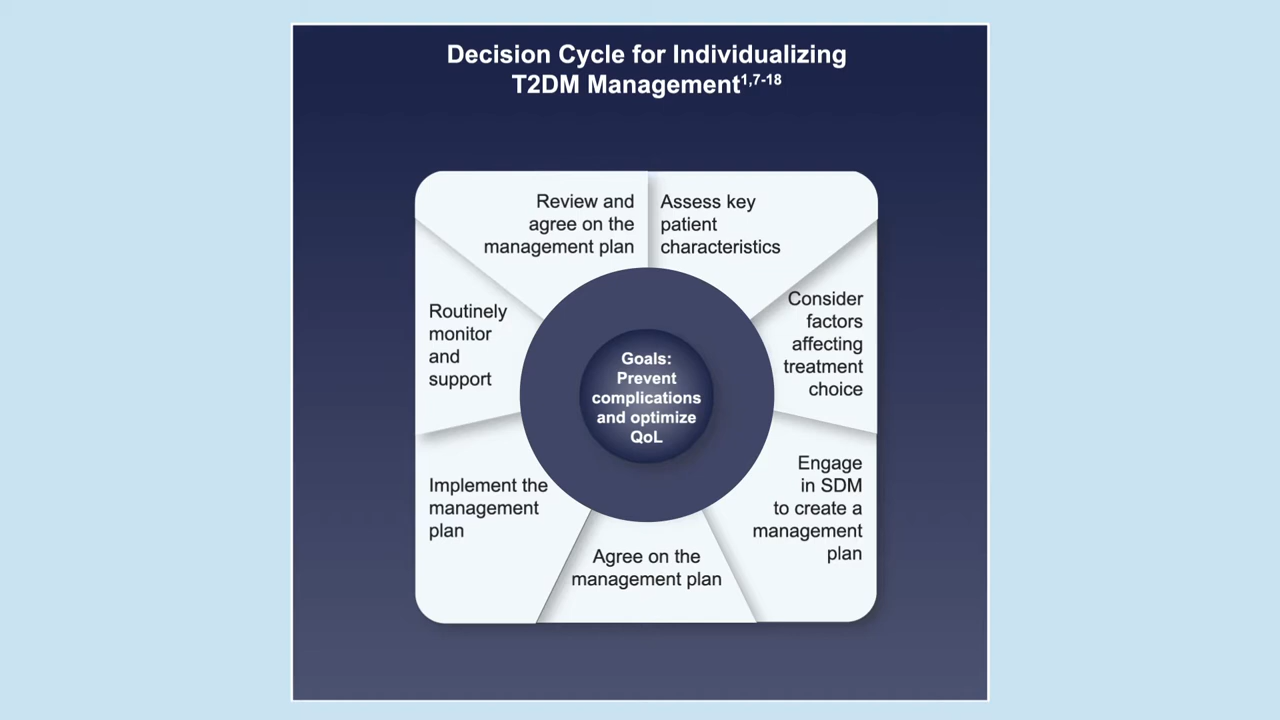 Decision Cycle for Individualizing
T2DM Management1,7-18
Assess key
patient
characteristics
Consider
factors
affecting
treatment
choice
Engage
in SDM
to create a
management
plan
Agree on the
management plan
Implement the
management
plan
Routinely
monitor
and
support
Review and
agree on the
management plan
Goals:
Prevent
complications
and optimize
QoL